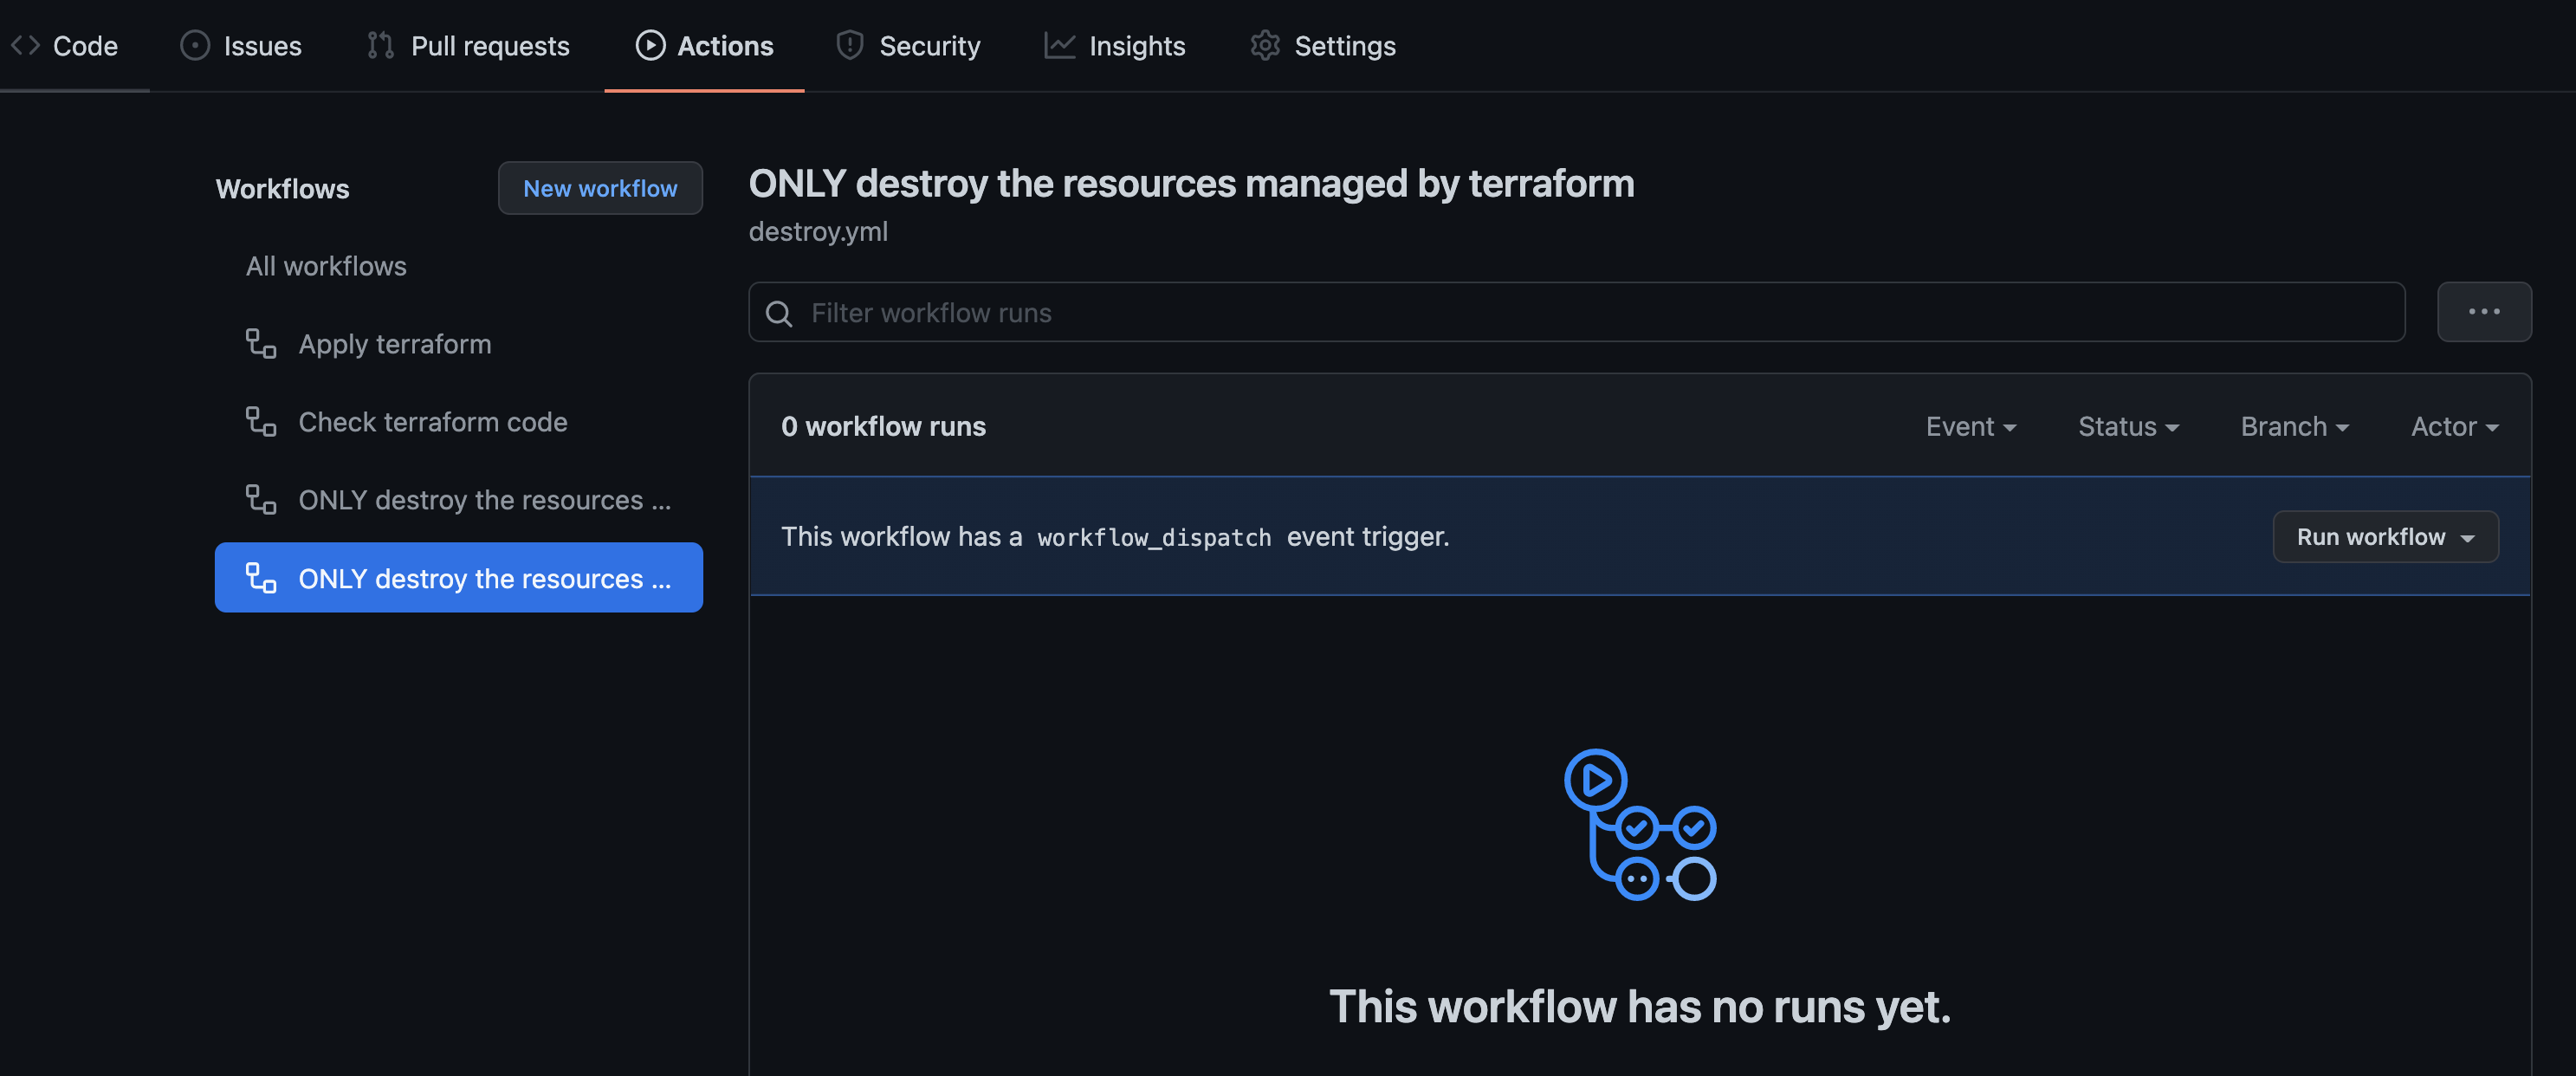 Code
Issues
Pull requests
Actions
Security
Insights
Settings
Workflows
New workflow
All workflows
Apply terraform
Check terraform code
ONLY destroy the resources ...
ONLY destroy the resources ...
ONLY destroy the resources managed by terraform
destroy.yml
Filter workflow runs
0 workflow runs
Event
Status
Branch
Actor
This workflow has a workflow_dispatch event trigger.
Run workflow
This workflow has no runs yet.